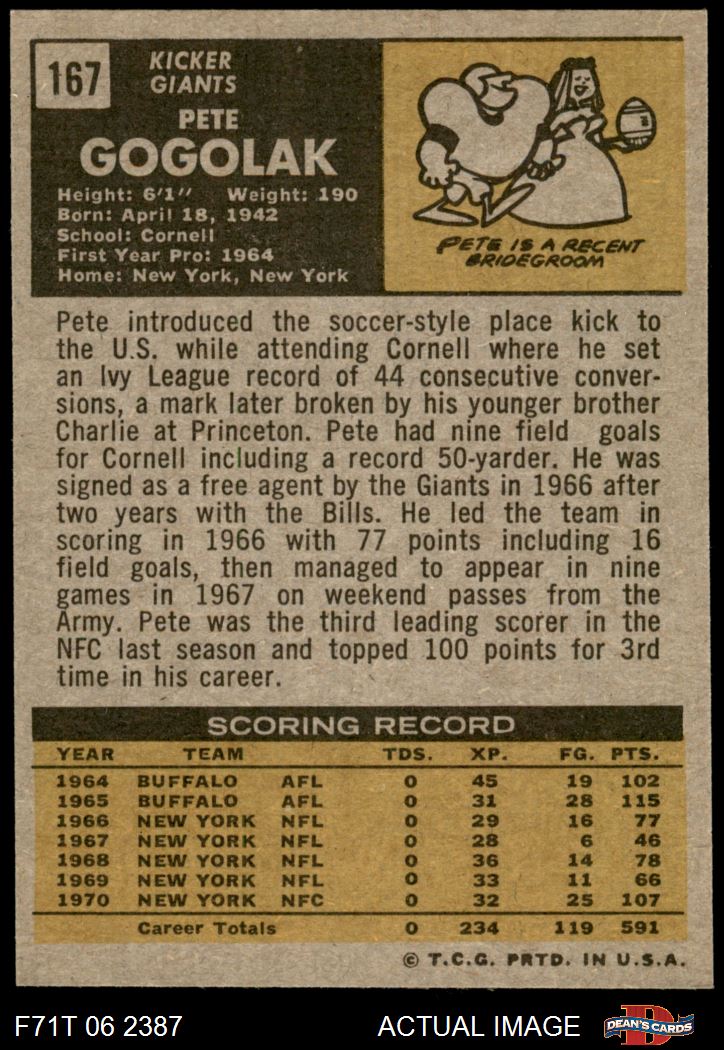 167
KICKER
GIANTS
PETE
GOGOLAK
Height: 6'1" Weight: 190
Born: April 18, 1942
School: Cornell
First Year Pro: 1964
Home: New York, New York
PETE IS A RECENT
BRIDEGROOM
Pete introduced the soccer-style place kick to
the U.S. while attending Cornell where he set
an Ivy League record of 44 consecutive conver-
sions, a mark later broken by his younger brother
Charlie at Princeton. Pete had nine field goals
for Cornell including a record 50-yarder. He was
signed as a free agent by the Giants in 1966 after
two years with the Bills. He led the team in
scoring in 1966 with 77 points including 16
field goals, then managed to appear in nine
games in 1967 on weekend passes from the
Army. Pete was the third leading scorer in the
NFC last season and topped 100 points for 3rd
time in his career.
SCORING RECORD
YEAR TEAM TDS. XP. FG. PTS.
1964 BUFFALO AFL 0 45 19 102
1965 BUFFALO AFL 0 31 28 115
1966 NEW YORK NFL 0 29 16 77
1967 NEW YORK NFL 0 28 6 46
1968 NEW YORK NFL 0 36 14 78
1969 NEW YORK NFL 0 33 11 66
1970 NEW YORK NFC 0 32 25 107
Career Totals 0 234 119 591
© T.C.G. PRTD. IN U.S.A.
F71T 06 2387 ACTUAL IMAGE D DEAN'S CARDS